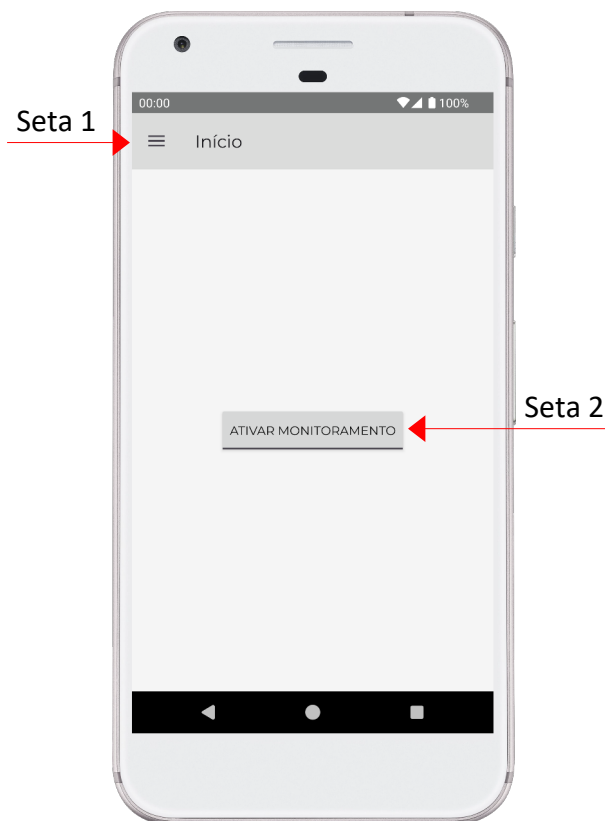 00:00 100%
Seta 1
Início
Seta 2
ATIVAR MONITORAMENTO